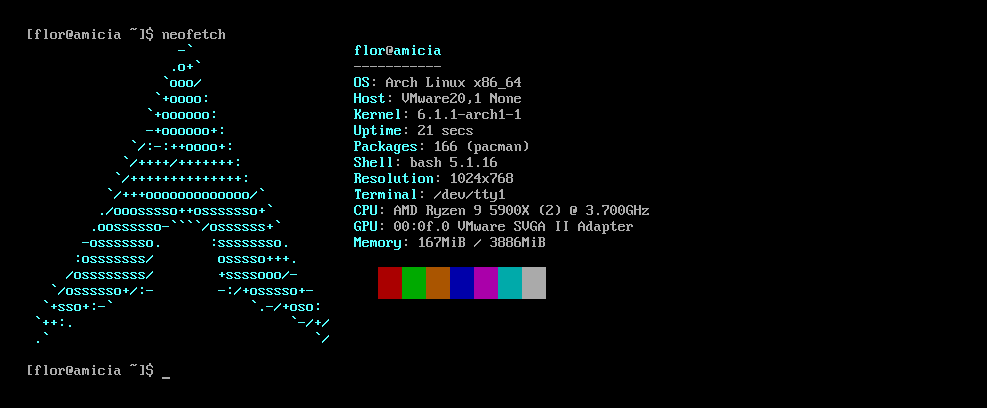 [flor@amicia ~]$ neofetch
                   -`                    flor@amicia
                  .o+`                   -----------
                 `ooo/                   OS: Arch Linux x86_64
                `+oooo:                  Host: VMware20,1 None
               `+oooooo:                 Kernel: 6.1.1-arch1-1
               -+oooooo+:                Uptime: 21 secs
             `/:-:++oooo+:               Packages: 166 (pacman)
            `/++++/+++++++:              Shell: bash 5.1.16
           `/++++++++++++++:             Resolution: 1024x768
          `/+++ooooooooooooo/`           Terminal: /dev/tty1
         ./ooosssso++osssssso+`          CPU: AMD Ryzen 9 5900X (2) @ 3.700GHz
        .oossssso-````/ossssss+`         GPU: 00:0f.0 VMware SVGA II Adapter
       -osssssso.      :ssssssso.        Memory: 167MiB / 3886MiB
      :osssssss/        osssso+++.
     /ossssssss/        +ssssooo/-
   `/ossssso+/:-        -:/+osssso+-
  `+sso+:-`                 `.-/+oso:
 `++:.                           `-/+/
 .`                                 `/
[flor@amicia ~]$ _